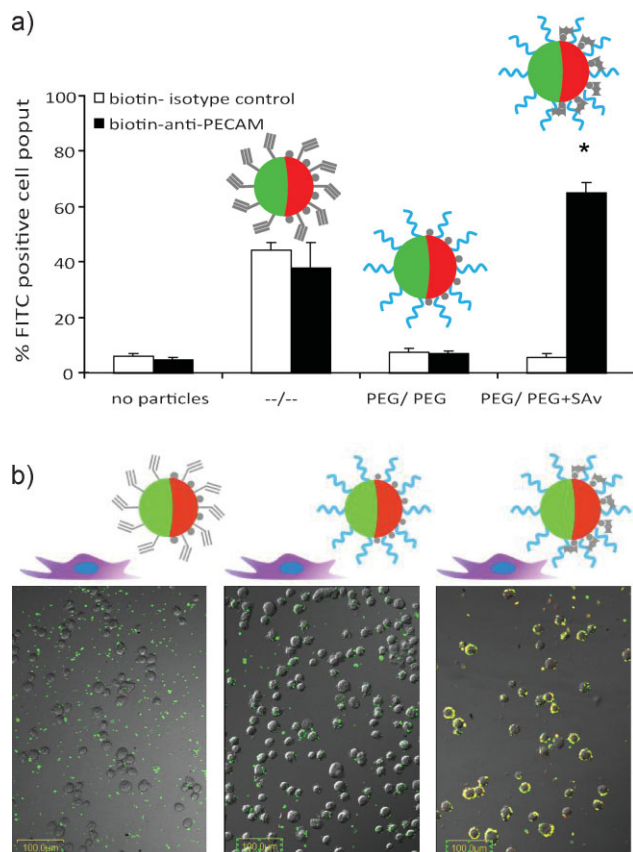 a)
% FITC positive cell poput
100
80
60
40
20
0
biotin- isotype control
biotin-anti-PECAM
*
no particles --/-- PEG/ PEG PEG/ PEG+SAv
b)
100.0µm 100.0µm 100.0µm